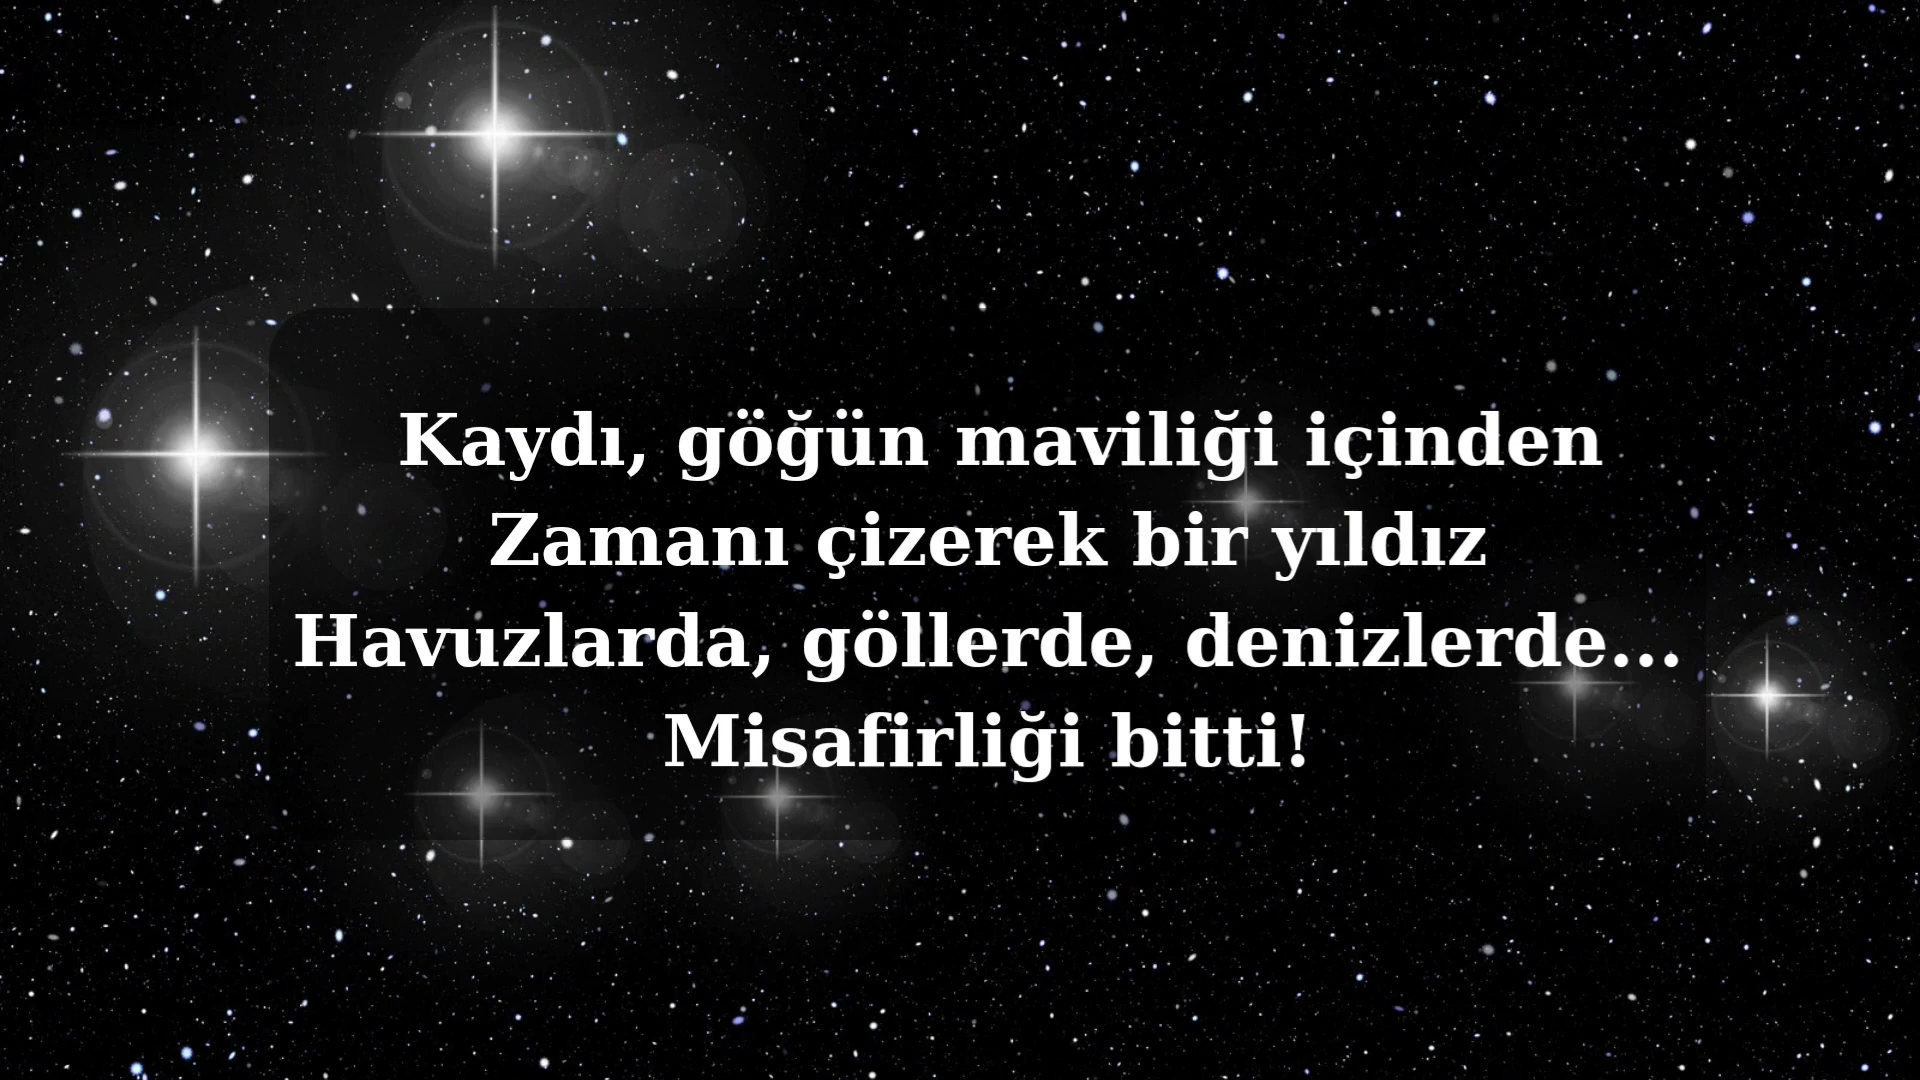 Kaydı, göğün maviliği içinden
Zamanı çizerek bir yıldız
Havuzlarda, göllerde, denizlerde...
Misafirliği bitti!